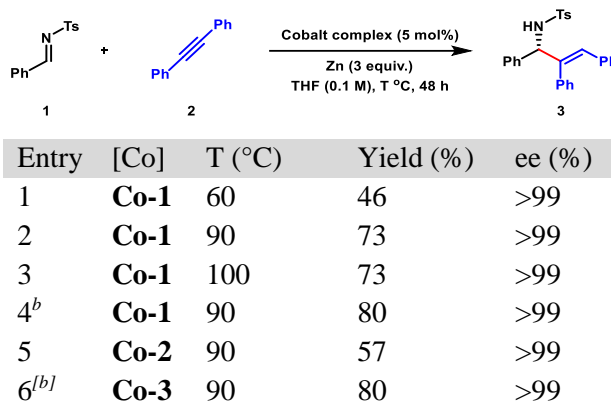 N Ts
Ph
1
+
Ph
Ph
2
Cobalt complex (5 mol%)
Zn (3 equiv.)
THF (0.1 M), T °C, 48 h
HN Ts
Ph
Ph
3
Entry [Co] T (°C) Yield (%) ee (%)
1 Co-1 60 46 >99
2 Co-1 90 73 >99
3 Co-1 100 73 >99
4b Co-1 90 80 >99
5 Co-2 90 57 >99
6[b] Co-3 90 80 >99